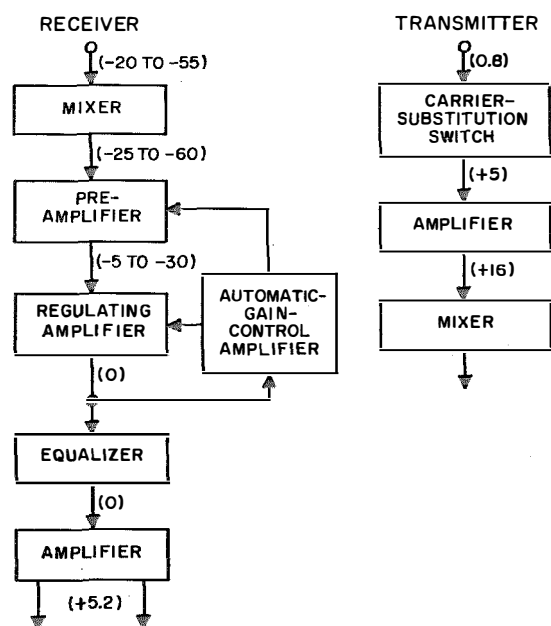 RECEIVER
(-20 TO -55)
MIXER
(-25 TO -60)
PRE-
AMPLIFIER
(-5 TO -30)
REGULATING
AMPLIFIER
AUTOMATIC-
GAIN-
CONTROL
AMPLIFIER
(0)
EQUALIZER
(0)
AMPLIFIER
(+5.2)
TRANSMITTER
(0.8)
CARRIER-
SUBSTITUTION
SWITCH
(+5)
AMPLIFIER
(+16)
MIXER